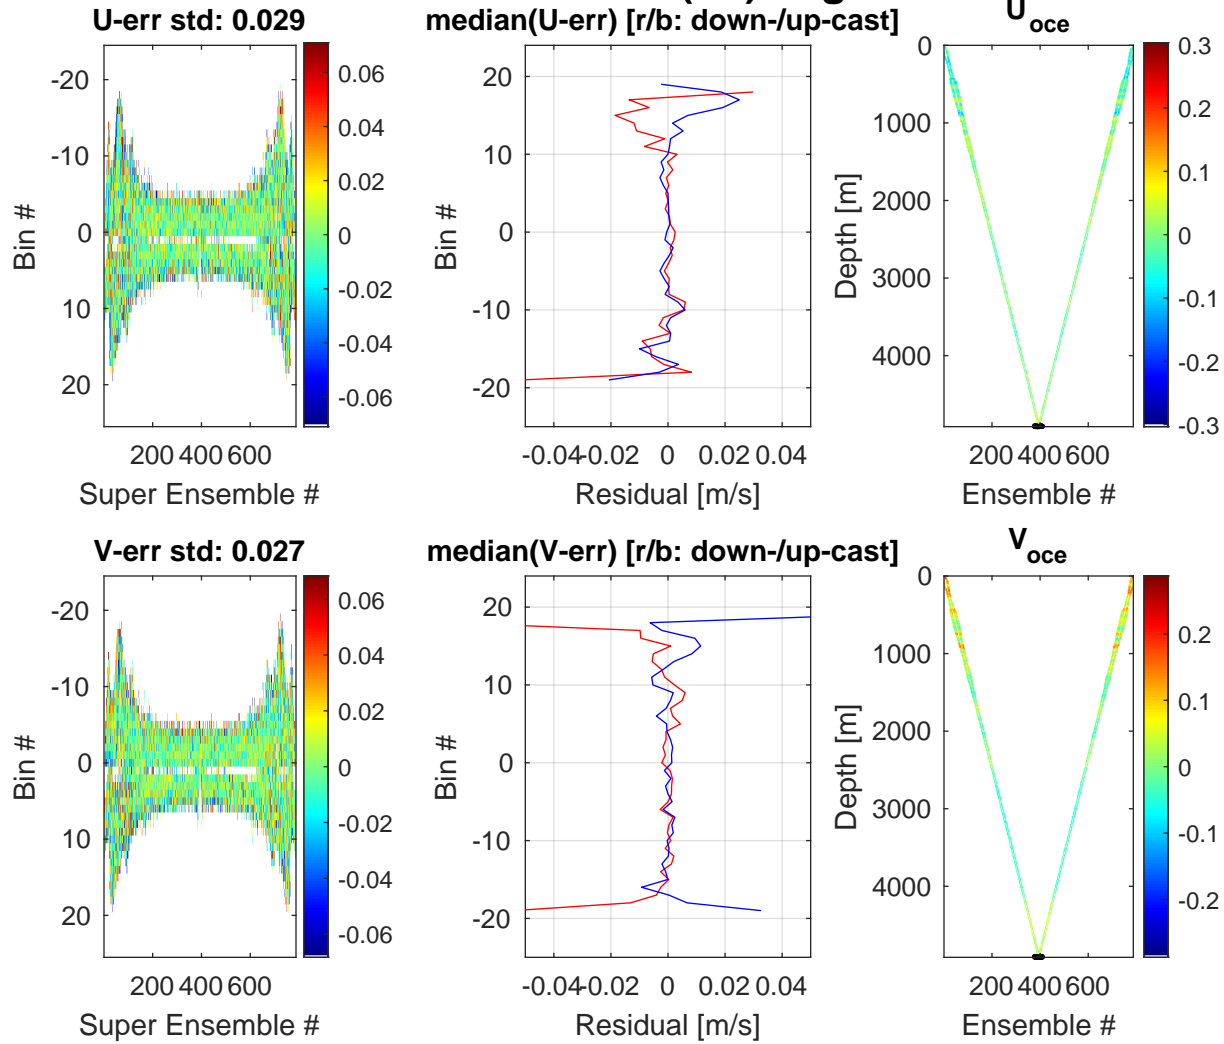 U-err std: 0.029
median(U-err) [r/b: down-/up-cast]
U oce
-20
-10
0
10
20
Bin #
200 400 600
Super Ensemble #
0.06
0.04
0.02
0
-0.02
-0.04
-0.06
20
10
0
-10
-20
Bin #
-0.04 -0.02 0 0.02 0.04
Residual [m/s]
0
1000
2000
3000
4000
Depth [m]
200 400 600
Ensemble #
0.3
0.2
0.1
0
-0.1
-0.2
-0.3
V-err std: 0.027
median(V-err) [r/b: down-/up-cast]
V oce
-20
-10
0
10
20
Bin #
200 400 600
Super Ensemble #
0.06
0.04
0.02
0
-0.02
-0.04
-0.06
20
10
0
-10
-20
Bin #
-0.04 -0.02 0 0.02 0.04
Residual [m/s]
0
1000
2000
3000
4000
Depth [m]
200 400 600
Ensemble #
0.2
0.1
0
-0.1
-0.2